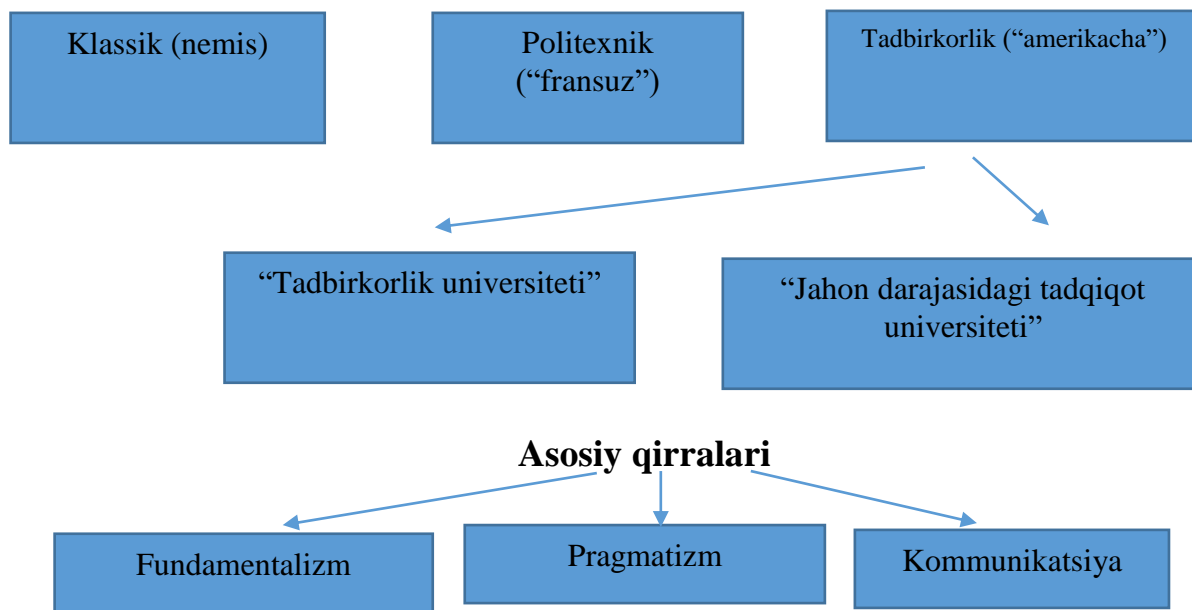 Klassik (nemis)
Politexnik
(“fransuz”)
Tadbirkorlik (“amerikacha”)
“Tadbirkorlik universiteti”
“Jahon darajasidagi tadqiqot
universiteti”
Asosiy qirralari
Fundamentalizm
Pragmatizm
Kommunikatsiya